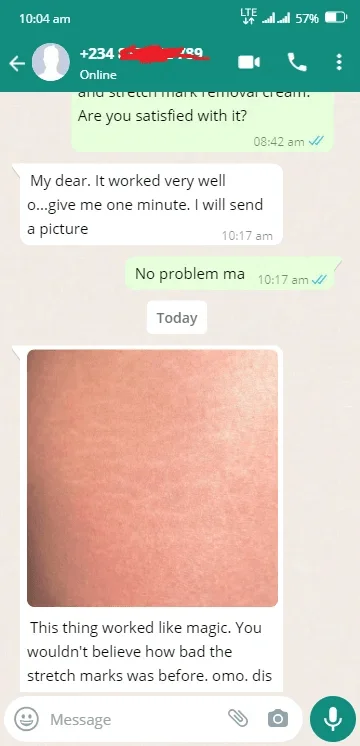 10:04 am
LTE
57%
+234
789
Online
and stretch mark removal cream.
Are you satisfied with it?
08:42 am
My dear. It worked very well
o...give me one minute. I will send
a picture
10:17 am
No problem ma
10:17 am
Today
This thing worked like magic. You
wouldn't believe how bad the
stretch marks was before. omo. dis
Message